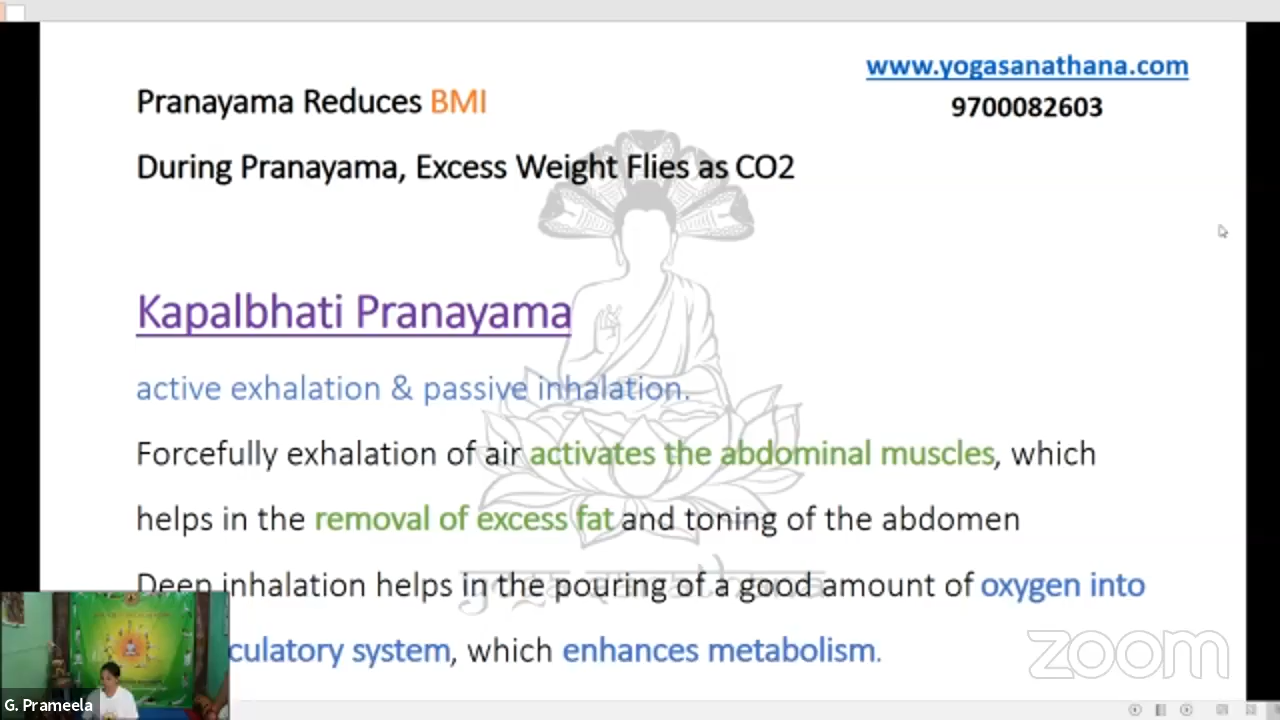 www.yogasanathana.com
Pranayama Reduces BMI
9700082603
During Pranayama, Excess Weight Flies as CO2
Kapalbhati Pranayama
active exhalation & passive inhalation.
Forcefully exhalation of air activates the abdominal muscles, which
helps in the removal of excess fat and toning of the abdomen
Deep inhalation helps in the pouring of a good amount of oxygen into
culatory system, which enhances metabolism.
zoom
G. Prameela